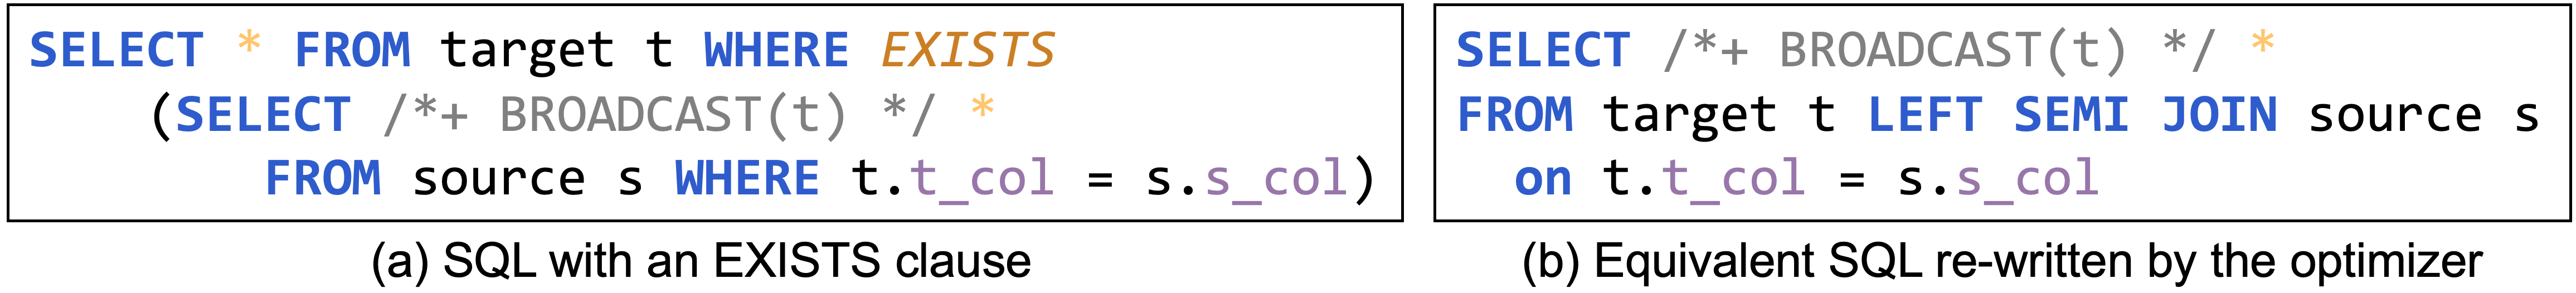 SELECT * FROM target t WHERE EXISTS
(SELECT /*+ BROADCAST(t) */ *
FROM source s WHERE t.t_col = s.s_col)
(a) SQL with an EXISTS clause
SELECT /*+ BROADCAST(t) */ *
FROM target t LEFT SEMI JOIN source s
on t.t_col = s.s_col
(b) Equivalent SQL re-written by the optimizer